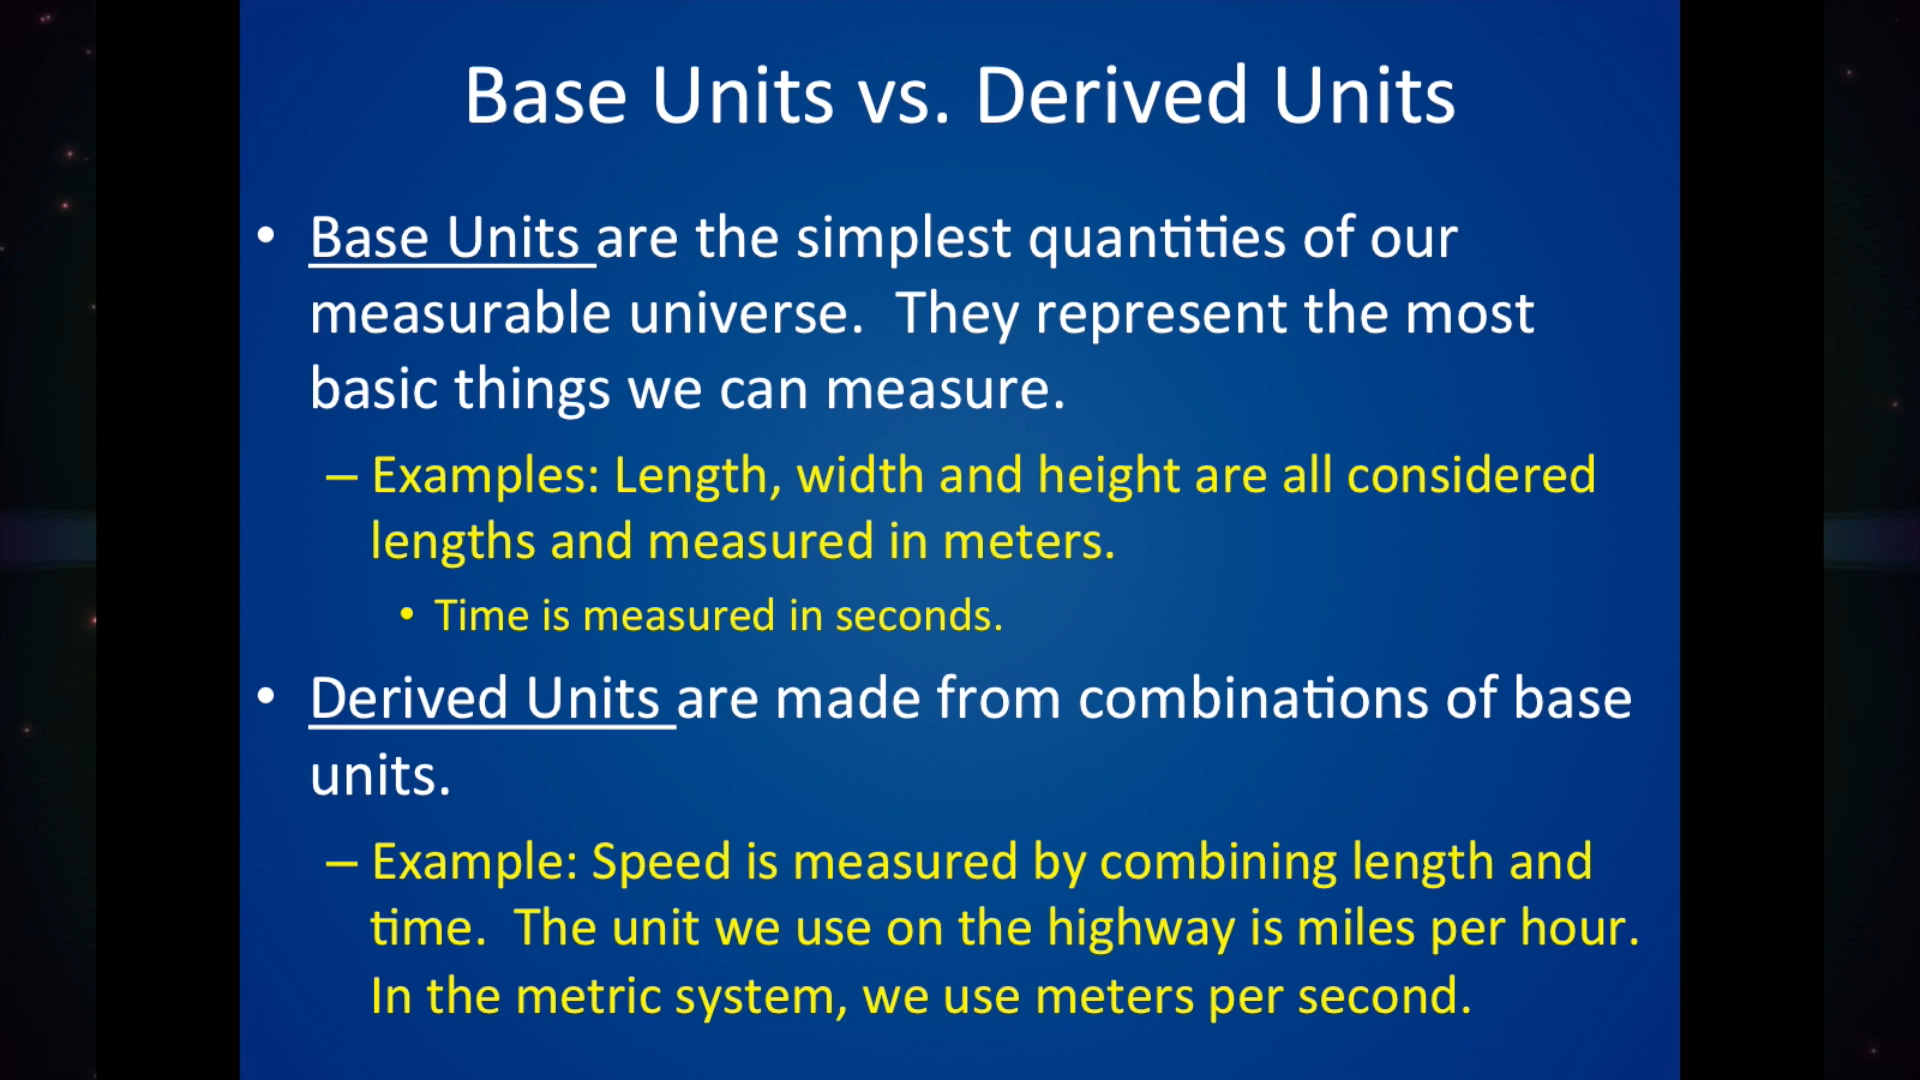 Base Units vs. Derived Units
• Base Units are the simplest quantities of our
measurable universe.  They represent the most
basic things we can measure.
– Examples: Length, width and height are all considered
lengths and measured in meters.
• Time is measured in seconds.
• Derived Units are made from combinations of base
units.
– Example: Speed is measured by combining length and
time.  The unit we use on the highway is miles per hour.
In the metric system, we use meters per second.